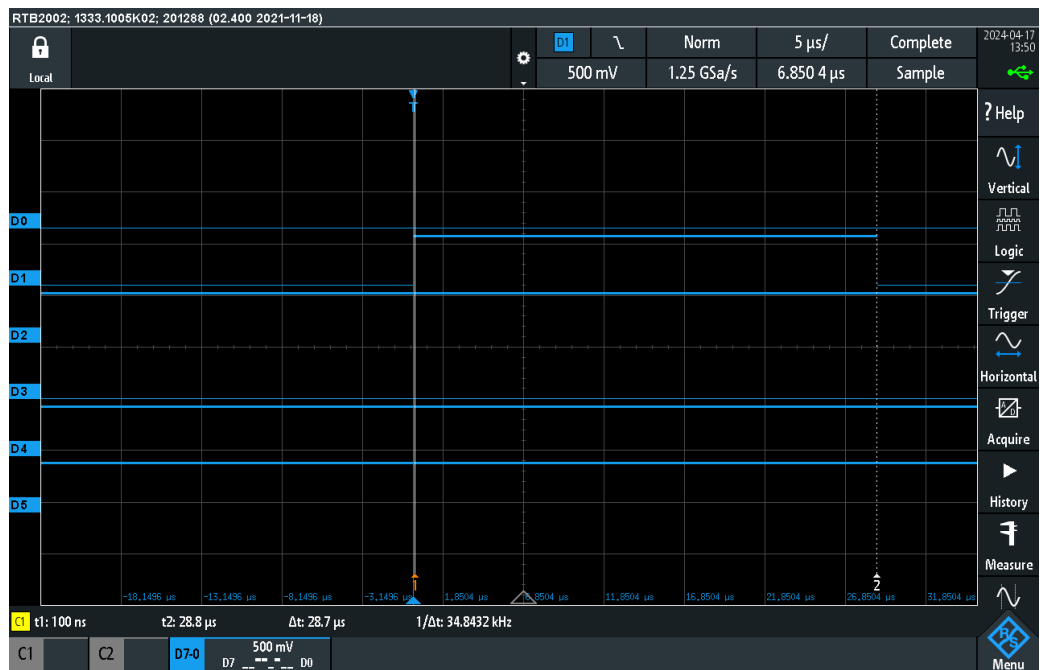 RTB2002; 1333.1005K02; 201288 (02.400 2021-11-18)
Local
D1
Norm
5 µs/
Complete
500 mV
1.25 GSa/s
6.850 4 µs
Sample
2024-04-17
13:50
? Help
T
Vertical
Logic
Trigger
Horizontal
Acquire
History
Measure
D0
D1
D2
D3
D4
D5
1
2
-18,1496 µs -13,1496 µs -8,1496 µs -3,1496 µs 1,8504 µs 6,8504 µs 11,8504 µs 16,8504 µs 21,8504 µs 26,8504 µs 31,8504 µs
C1 t1: 100 ns t2: 28.8 µs Δt: 28.7 µs 1/Δt: 34.8432 kHz
C1 C2 D7-0 500 mV
D7 D0
R/S
Menu